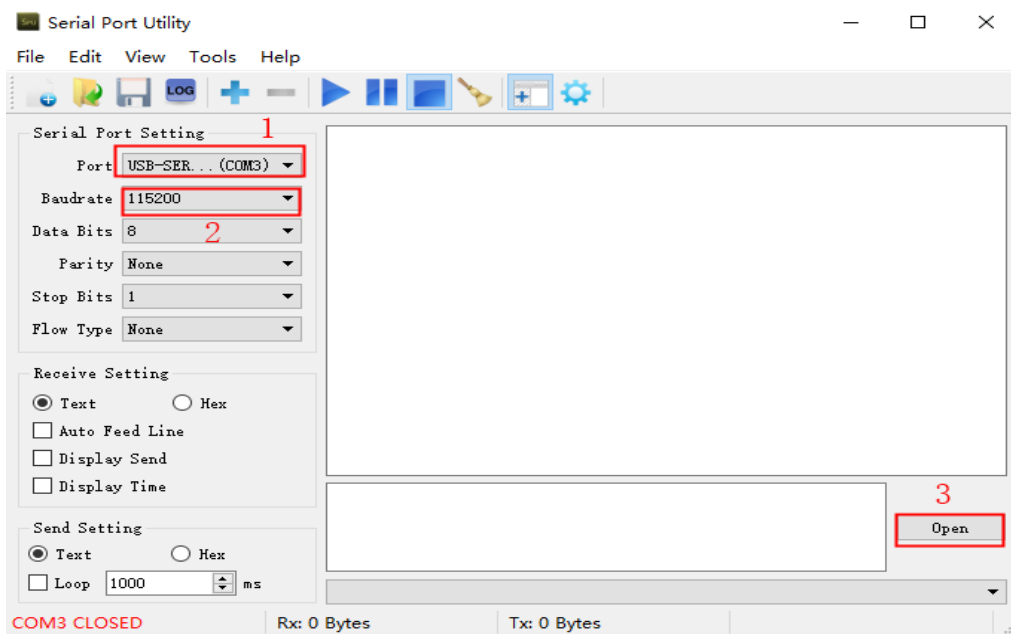 Serial Port Utility
File Edit View Tools Help
LOG
Serial Port Setting
1
Port USB-SER...(COM3)
Baudrate 115200
Data Bits 8
2
Parity None
Stop Bits 1
Flow Type None
Receive Setting
Text Hex
Auto Feed Line
Display Send
Display Time
3
Open
Send Setting
Text Hex
Loop 1000 ms
COM3 CLOSED Rx: 0 Bytes Tx: 0 Bytes